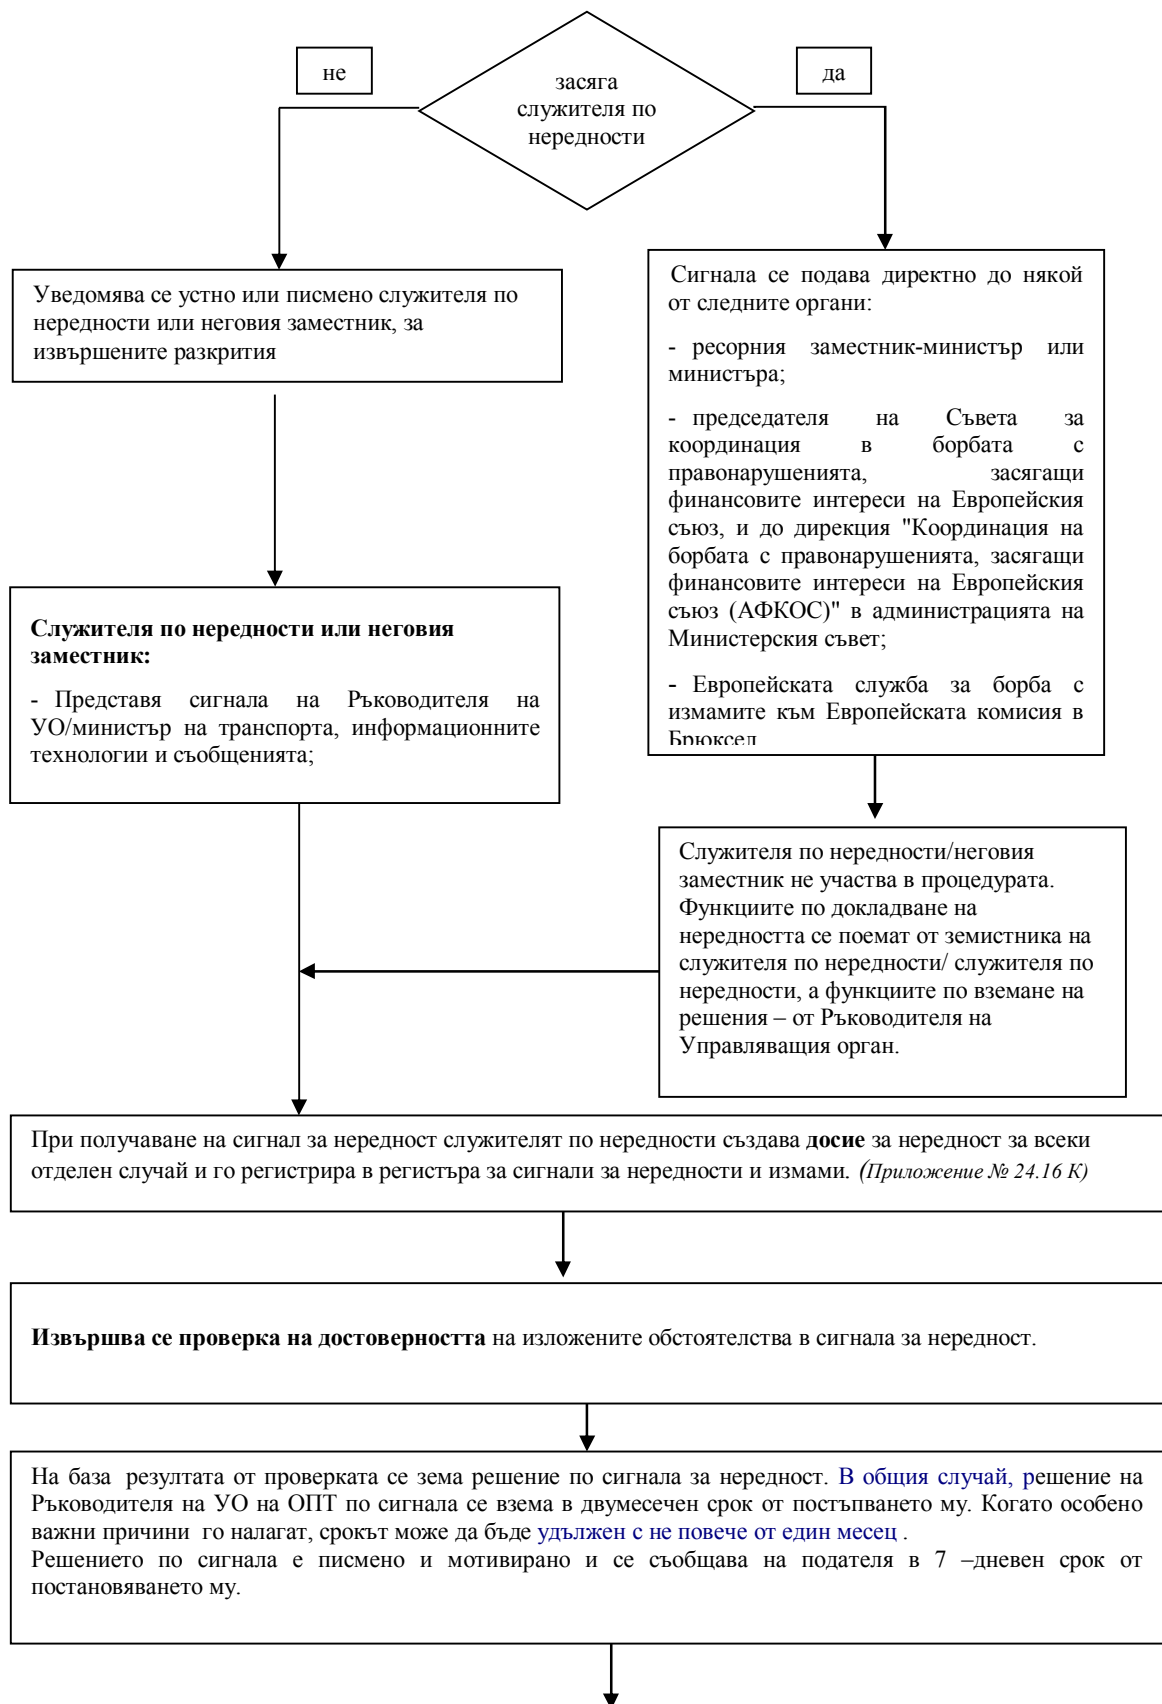 не
да
засяга
служителя по
нередности
Уведомява се устно или писмено служителя по
нередности или неговия заместник, за
извършените разкрития
Сигнала се подава директно до някой
от следните органи:
- ресорния заместник-министър или
министъра;
- председателя на Съвета за
координация в борбата с
правонарушенията, засягащи
финансовите интереси на Европейския
съюз, и до дирекция "Координация на
борбата с правонарушенията, засягащи
финансовите интереси на Европейския
съюз (АФКОС)" в администрацията на
Министерския съвет;
- Европейската служба за борба с
измамите към Европейската комисия в
Брюксел
Служителя по нередности или неговия
заместник:
- Представя сигнала на Ръководителя на
УО/министър на транспорта, информационните
технологии и съобщенията;
Служителя по нередности/неговия
заместник не участва в процедурата.
Функциите по докладване на
нередността се поемат от земистника на
служителя по нередности/ служителя по
нередности, а функциите по вземане на
решения – от Ръководителя на
Управляващия орган.
При получаване на сигнал за нередност служителят по нередности създава досие за нередност за всеки
отделен случай и го регистрира в регистъра за сигнали за нередности и измами. (Приложение № 24.16 К)
Извършва се проверка на достоверността на изложените обстоятелства в сигнала за нередност.
На база резултата от проверката се зема решение по сигнала за нередност. В общия случай, решение на
Ръководителя на УО на ОПТ по сигнала се взема в двумесечен срок от постъпването му. Когато особено
важни причини го налагат, срокът може да бъде удължен с не повече от един месец .
Решението по сигнала е писмено и мотивирано и се съобщава на подателя в 7 –дневен срок от
постановяването му.